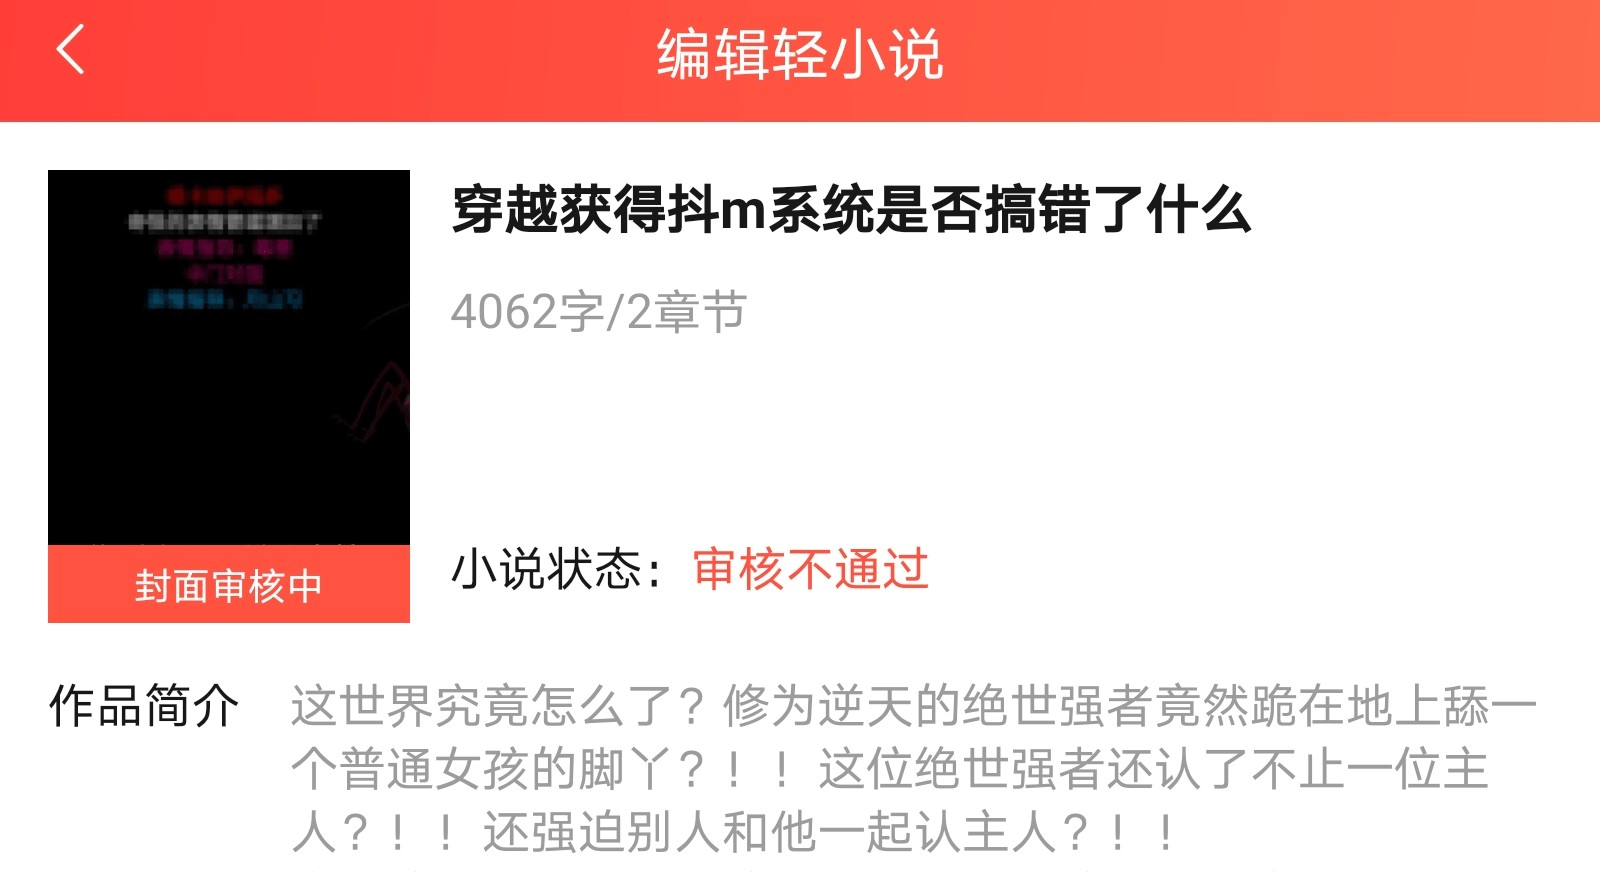 编辑轻小说
穿越获得抖m系统是否搞错了什么
4062字/2章节
封面审核中
小说状态：审核不通过
作品简介 这世界究竟怎么了？修为逆天的绝世强者竟然跪在地上舔一
个普通女孩的脚丫？！！这位绝世强者还认了不止一位主
人？！！还强迫别人和他一起认主人？！！